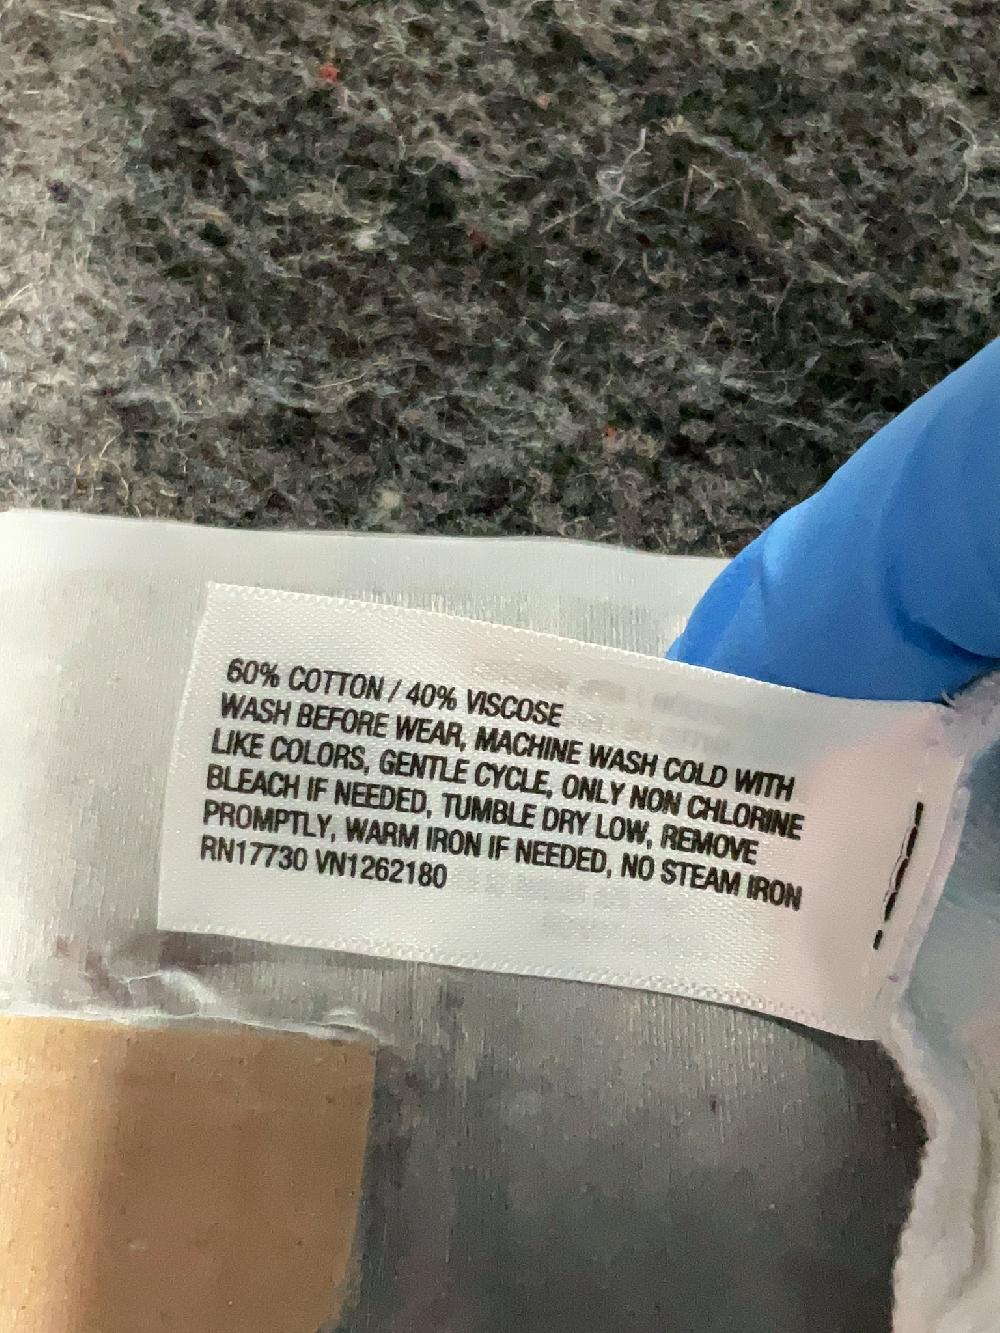 60% COTTON / 40% VISCOSE
WASH BEFORE WEAR, MACHINE WASH COLD WITH
LIKE COLORS, GENTLE CYCLE, ONLY NON CHLORINE
BLEACH IF NEEDED, TUMBLE DRY LOW, REMOVE
PROMPTLY, WARM IRON IF NEEDED, NO STEAM IRON
RN17730 VN1262180